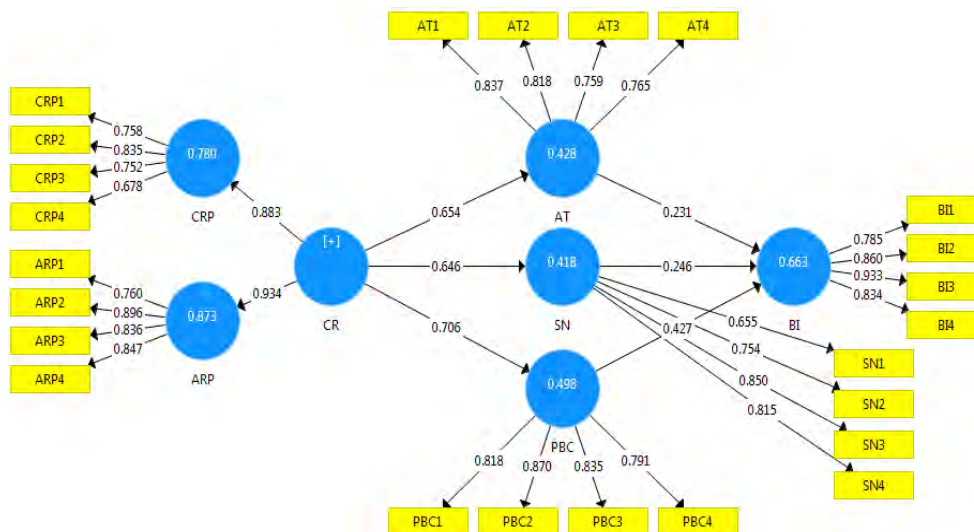 AT1 AT2 AT3 AT4
0.837 0.818 0.759 0.765
CRP1
CRP2
CRP3
CRP4
0.758
0.835
0.752
0.678
0.780
CRP
0.883
ARP1
ARP2
ARP3
ARP4
0.760
0.896
0.836
0.847
0.873
ARP
0.934
[+]
CR
0.654
0.646
0.706
0.428
AT
0.418
SN
0.498
PBC
0.231
0.246
0.427
0.663
BI
0.785
0.860
0.933
0.834
BI1
BI2
BI3
BI4
0.655
0.754
0.850
0.815
SN1
SN2
SN3
SN4
0.818 0.870 0.835 0.791
PBC1 PBC2 PBC3 PBC4